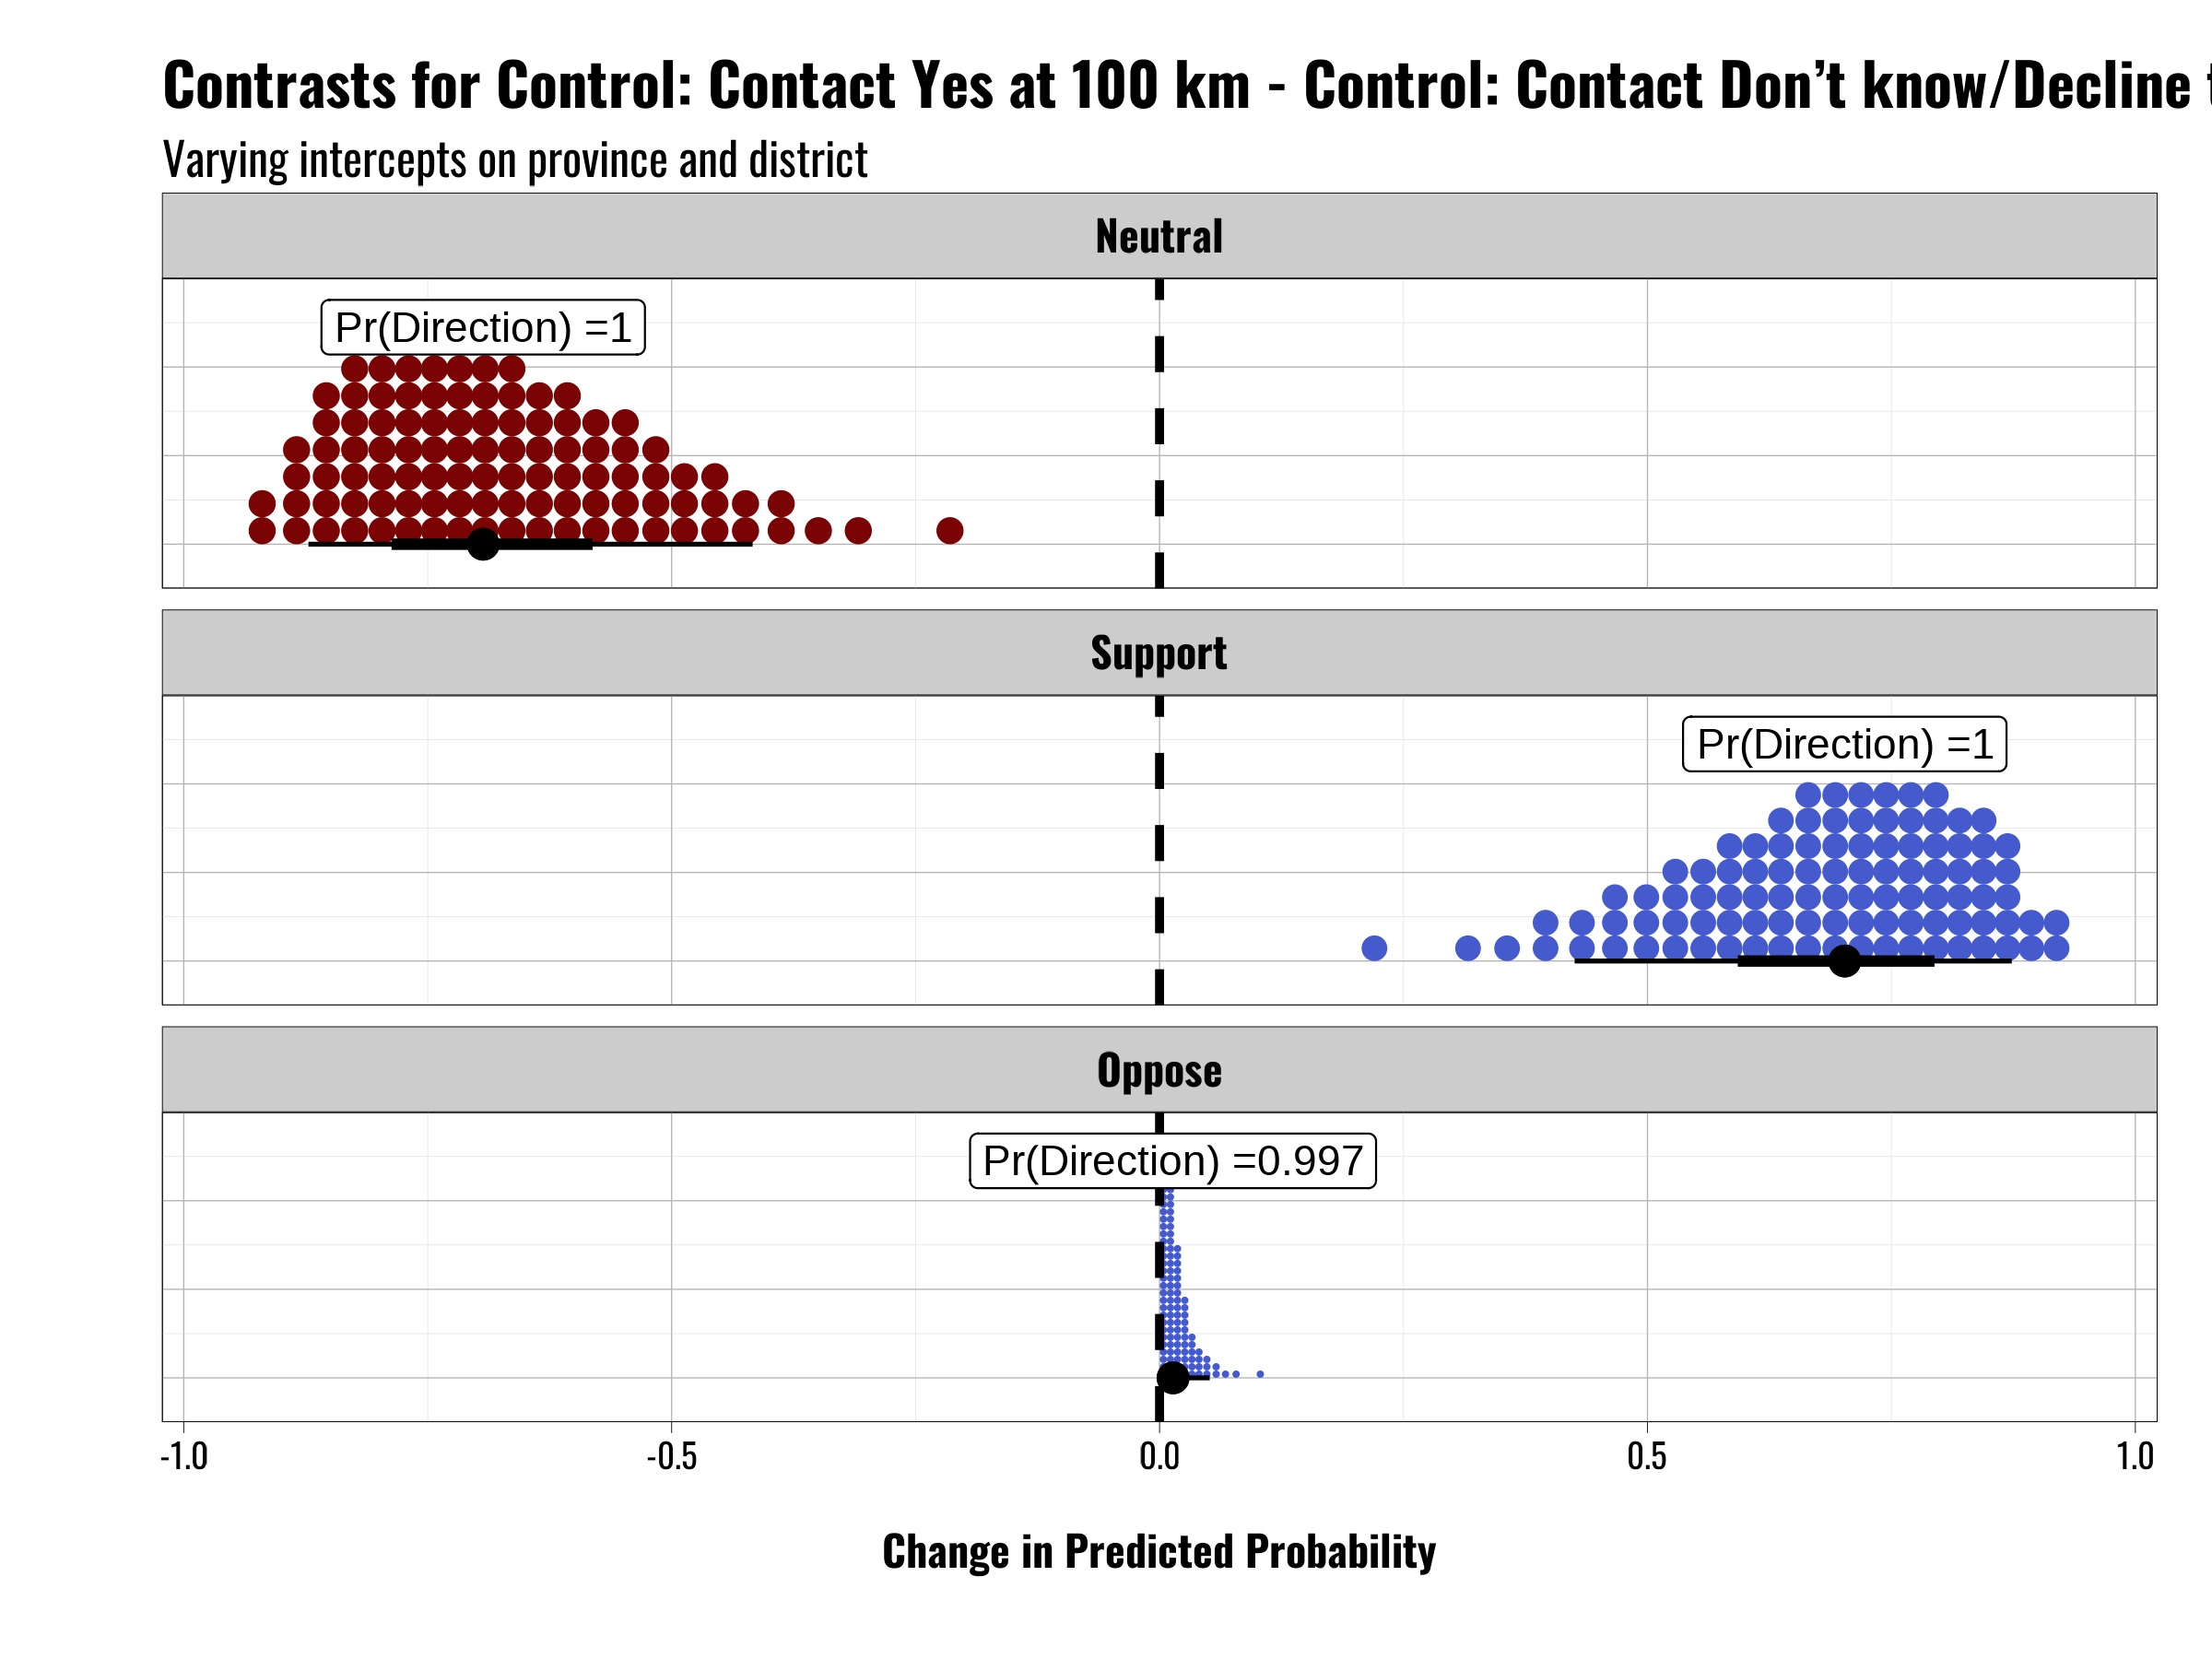 Contrasts for Control: Contact Yes at 100 km - Control: Contact Don’t know/Decline
Varying intercepts on province and district
Neutral
Pr(Direction) =1
Support
Pr(Direction) =1
Oppose
Pr(Direction) =0.997
-1.0 -0.5 0.0 0.5 1.0
Change in Predicted Probability